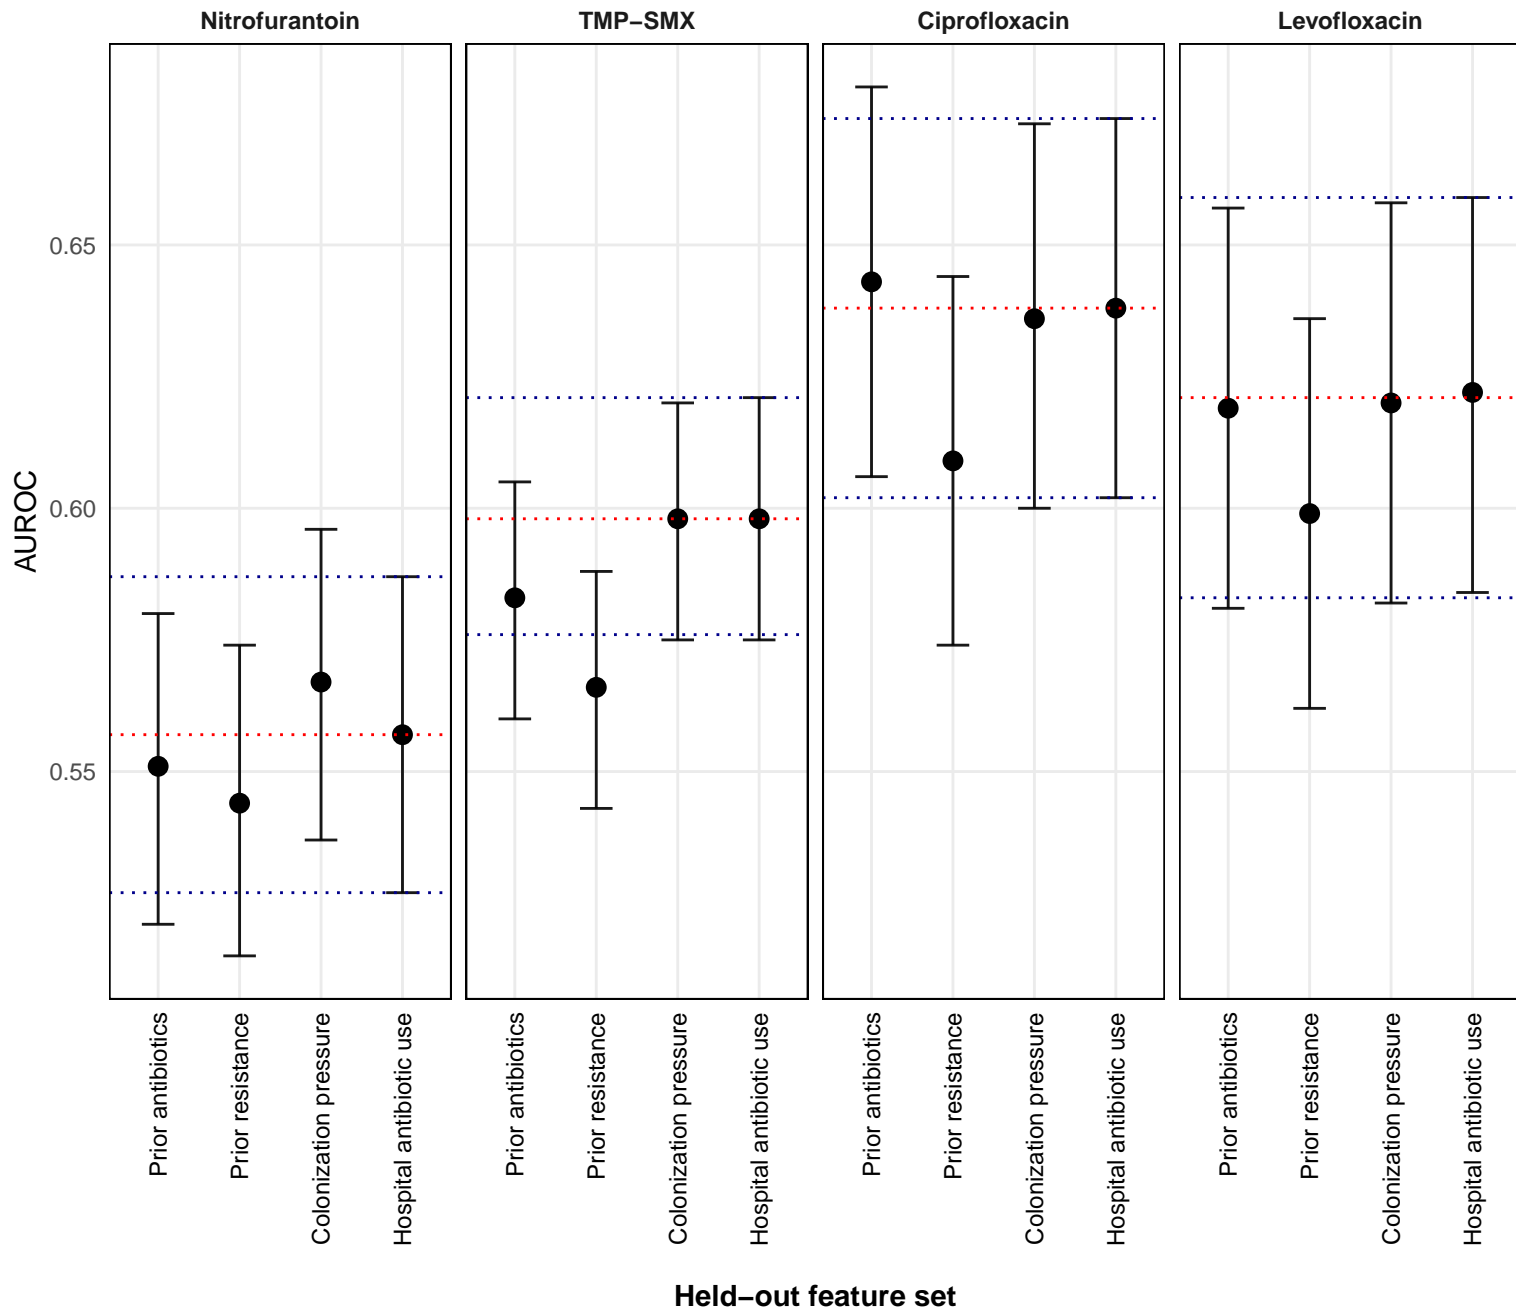 Nitrofurantoin
TMP−SMX
Ciprofloxacin
Levofloxacin
AUROC
0.65
0.60
0.55
Prior antibiotics
Prior resistance
Colonization pressure
Hospital antibiotic use
Prior antibiotics
Prior resistance
Colonization pressure
Hospital antibiotic use
Prior antibiotics
Prior resistance
Colonization pressure
Hospital antibiotic use
Prior antibiotics
Prior resistance
Colonization pressure
Hospital antibiotic use
Held−out feature set